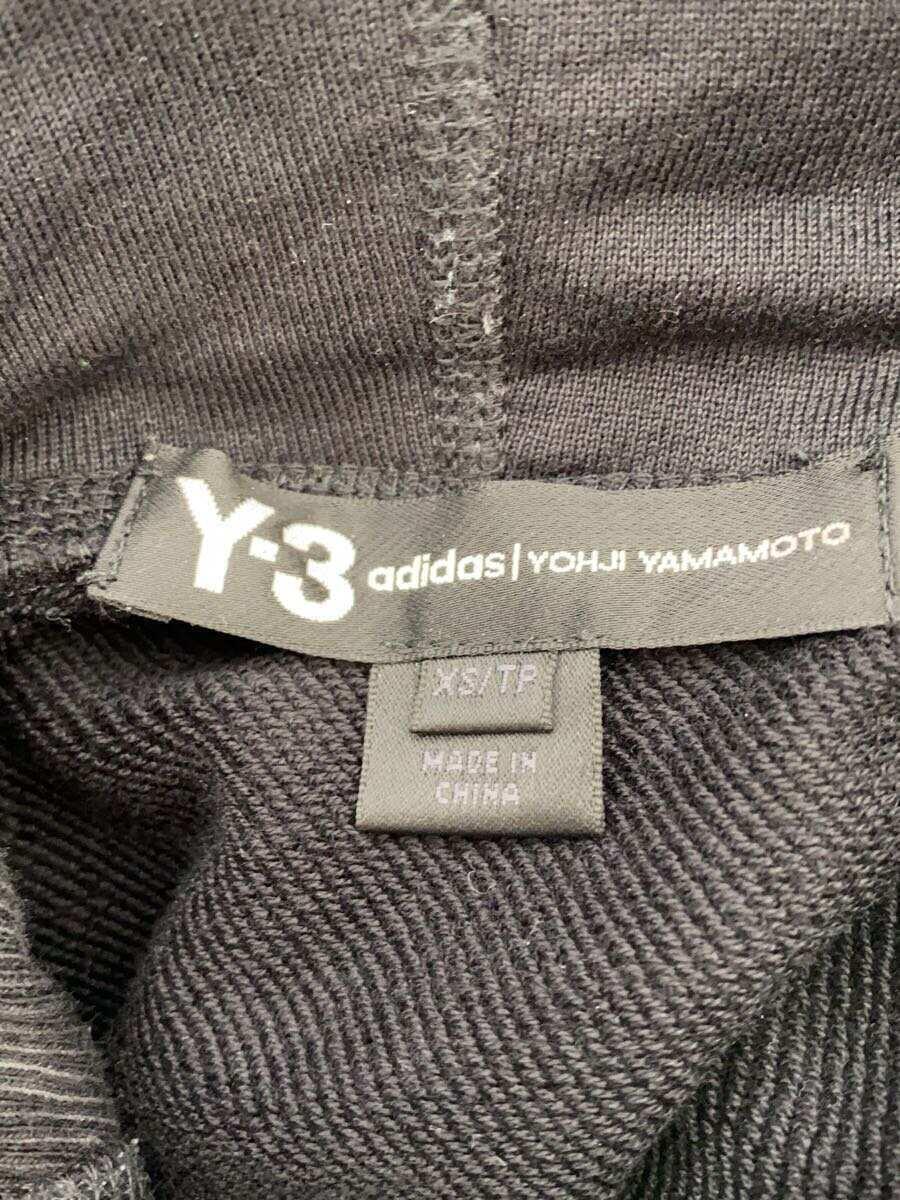 Y-3 adidas | YOHJI YAMAMOTO
XS/TP
MADE IN
CHINA